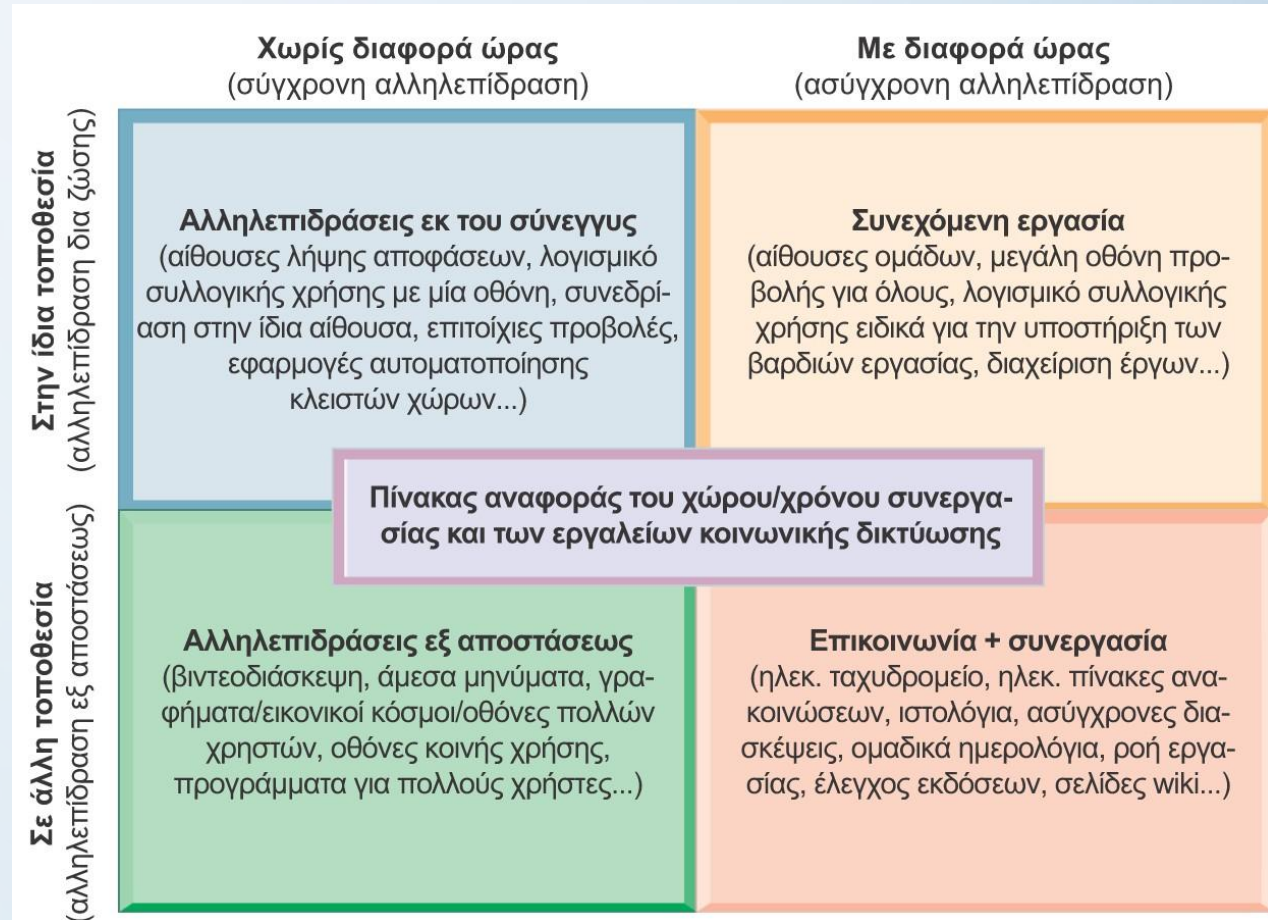 Χωρίς διαφορά ώρας
(σύγχρονη αλληλεπίδραση)
Με διαφορά ώρας
(ασύγχρονη αλληλεπίδραση)
Στην ίδια τοποθεσία
(αλληλεπίδραση δια ζώσης)
Αλληλεπιδράσεις εκ του σύνεγγυς
(αίθουσες λήψης αποφάσεων, λογισμικό
συλλογικής χρήσης με μία οθόνη, συνεδρί-
αση στην ίδια αίθουσα, επιτοίχιες προβολές,
εφαρμογές αυτοματοποίησης
κλειστών χώρων...)
Συνεχόμενη εργασία
(αίθουσες ομάδων, μεγάλη οθόνη προ-
βολής για όλους, λογισμικό συλλογικής
χρήσης ειδικά για την υποστήριξη των
βαρδιών εργασίας, διαχείριση έργων...)
Πίνακας αναφοράς του χώρου/χρόνου συνεργα-
σίας και των εργαλείων κοινωνικής δικτύωσης
Σε άλλη τοποθεσία
(αλληλεπίδραση εξ αποστάσεως)
Αλληλεπιδράσεις εξ αποστάσεως
(βιντεοδιάσκεψη, άμεσα μηνύματα, γρα-
φήματα/εικονικοί κόσμοι/οθόνες πολλών
χρηστών, οθόνες κοινής χρήσης,
προγράμματα για πολλούς χρήστες...)
Επικοινωνία + συνεργασία
(ηλεκ. ταχυδρομείο, ηλεκ. πίνακες ανα-
κοινώσεων, ιστολόγια, ασύγχρονες δια-
σκέψεις, ομαδικά ημερολόγια, ροή εργα-
σίας, έλεγχος εκδόσεων, σελίδες wiki...)